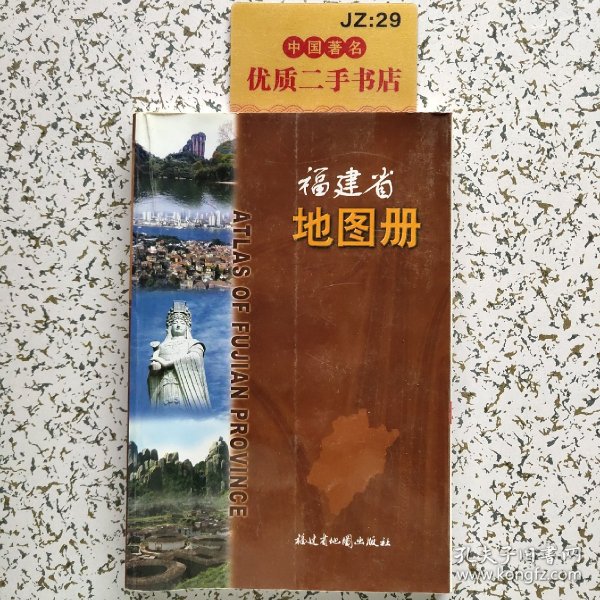 JZ:29
中国著名
优质二手书店
福建省
地图册
ATLAS OF FUJIAN PROVINCE
福建省地图出版社
孔夫子旧书网
www.kongfz.com